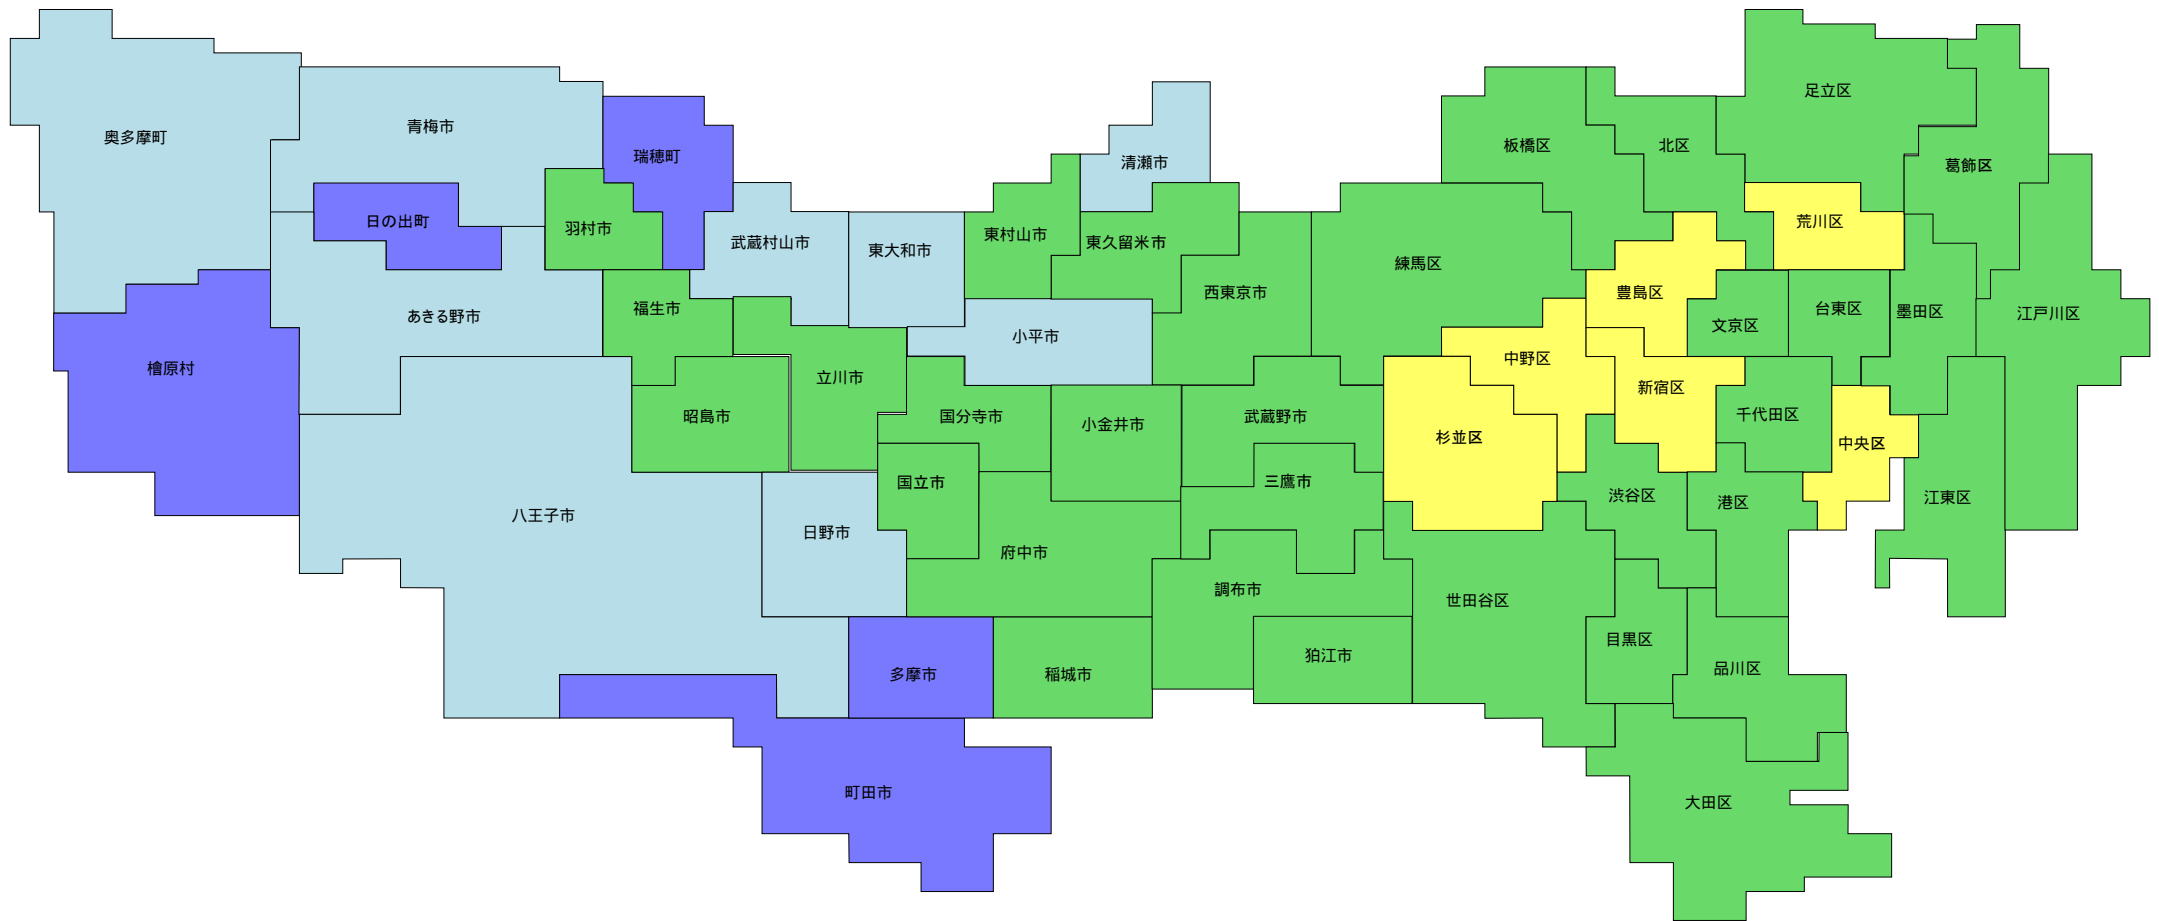 足立区
奥多摩町
青梅市
板橋区
北区
瑞穂町
清瀬市
葛飾区
日の出町
羽村市
荒川区
武蔵村山市
東大和市
東村山市
東久留米市
練馬区
西東京市
豊島区
あきる野市
福生市
台東区
墨田区
江戸川区
文京区
小平市
中野区
檜原村
立川市
新宿区
昭島市
国分寺市
小金井市
武蔵野市
千代田区
杉並区
中央区
国立市
三鷹市
渋谷区
港区
江東区
八王子市
日野市
府中市
調布市
世田谷区
目黒区
狛江市
品川区
多摩市
稲城市
町田市
大田区